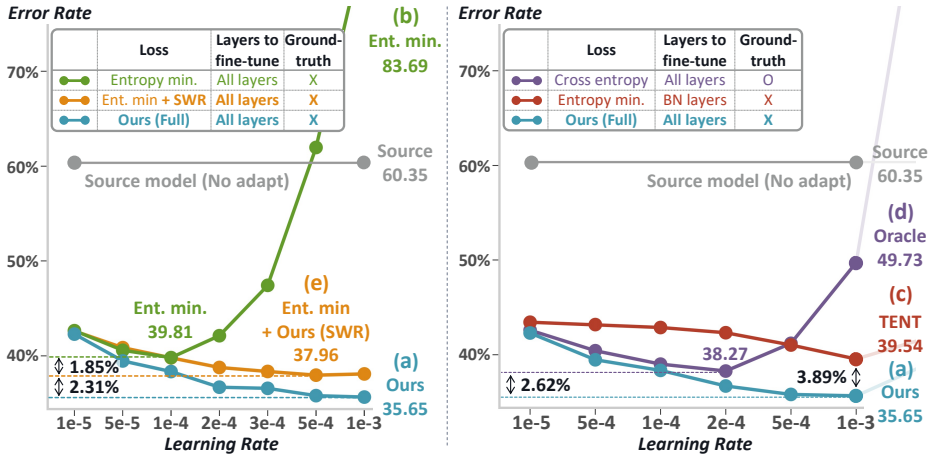 Error Rate
(b)
Ent. min.
83.69
Loss Layers to fine-tune Ground-truth
Entropy min. All layers X
Ent. min + SWR All layers X
Ours (Full) All layers X
70%
60%
50%
40%
Source
60.35
Source model (No adapt)
Ent. min.
39.81
(e)
Ent. min
+ Ours (SWR)
37.96
1.85%
2.31%
(a)
Ours
35.65
1e-5 5e-5 1e-4 2e-4 3e-4 5e-4 1e-3
Learning Rate
Error Rate
Loss Layers to fine-tune Ground-truth
Cross entropy All layers O
Entropy min. BN layers X
Ours (Full) All layers X
70%
60%
50%
40%
Source
60.35
Source model (No adapt)
(d)
Oracle
49.73
(c)
TENT
39.54
38.27
3.89%
2.62%
(a)
Ours
35.65
1e-5 5e-4 1e-4 2e-4 5e-4 1e-3
Learning Rate